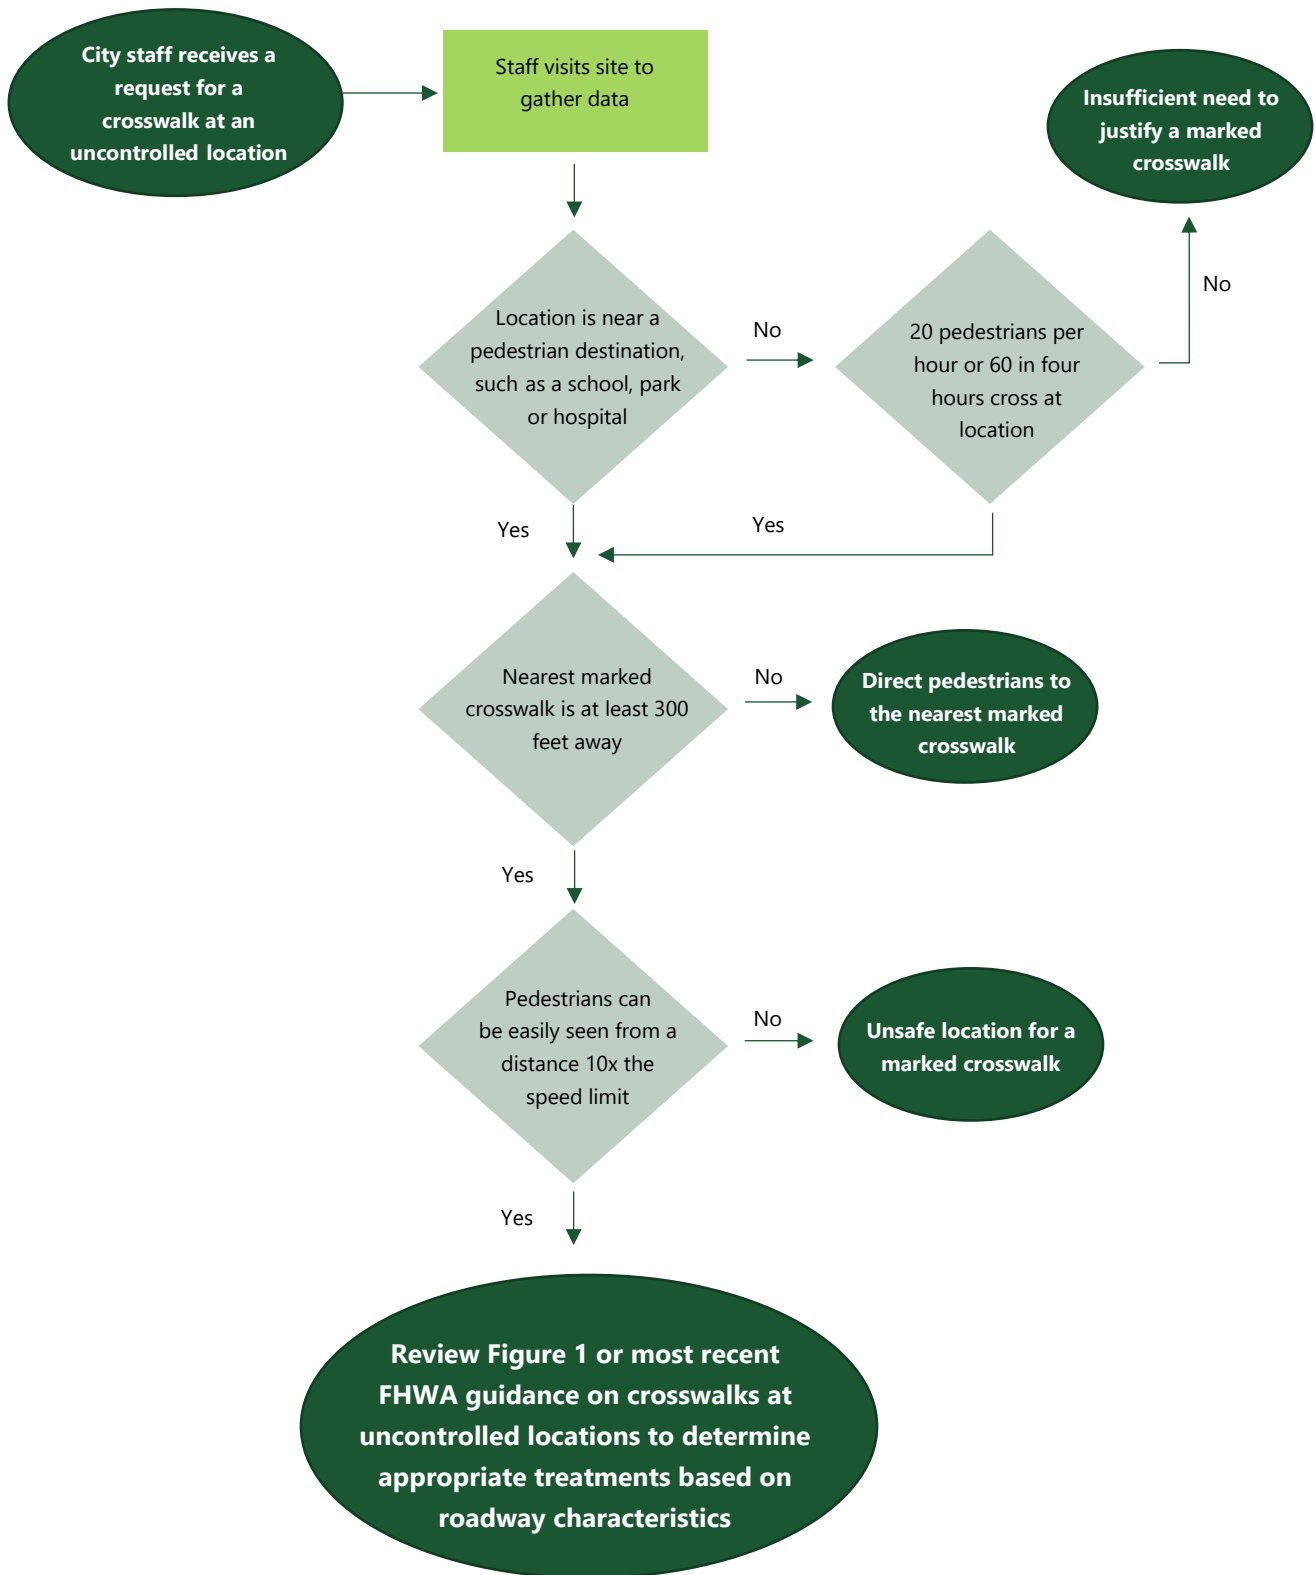 City staff receives a
request for a
crosswalk at an
uncontrolled location
Staff visits site to
gather data
Insufficient need to
justify a marked
crosswalk
Location is near a
pedestrian destination,
such as a school, park
or hospital
No
20 pedestrians per
hour or 60 in four
hours cross at
location
No
Yes
Yes
Nearest marked
crosswalk is at least 300
feet away
No
Direct pedestrians to
the nearest marked
crosswalk
Yes
Pedestrians can
be easily seen from a
distance 10x the
speed limit
No
Unsafe location for a
marked crosswalk
Yes
Review Figure 1 or most recent
FHWA guidance on crosswalks at
uncontrolled locations to determine
appropriate treatments based on
roadway characteristics